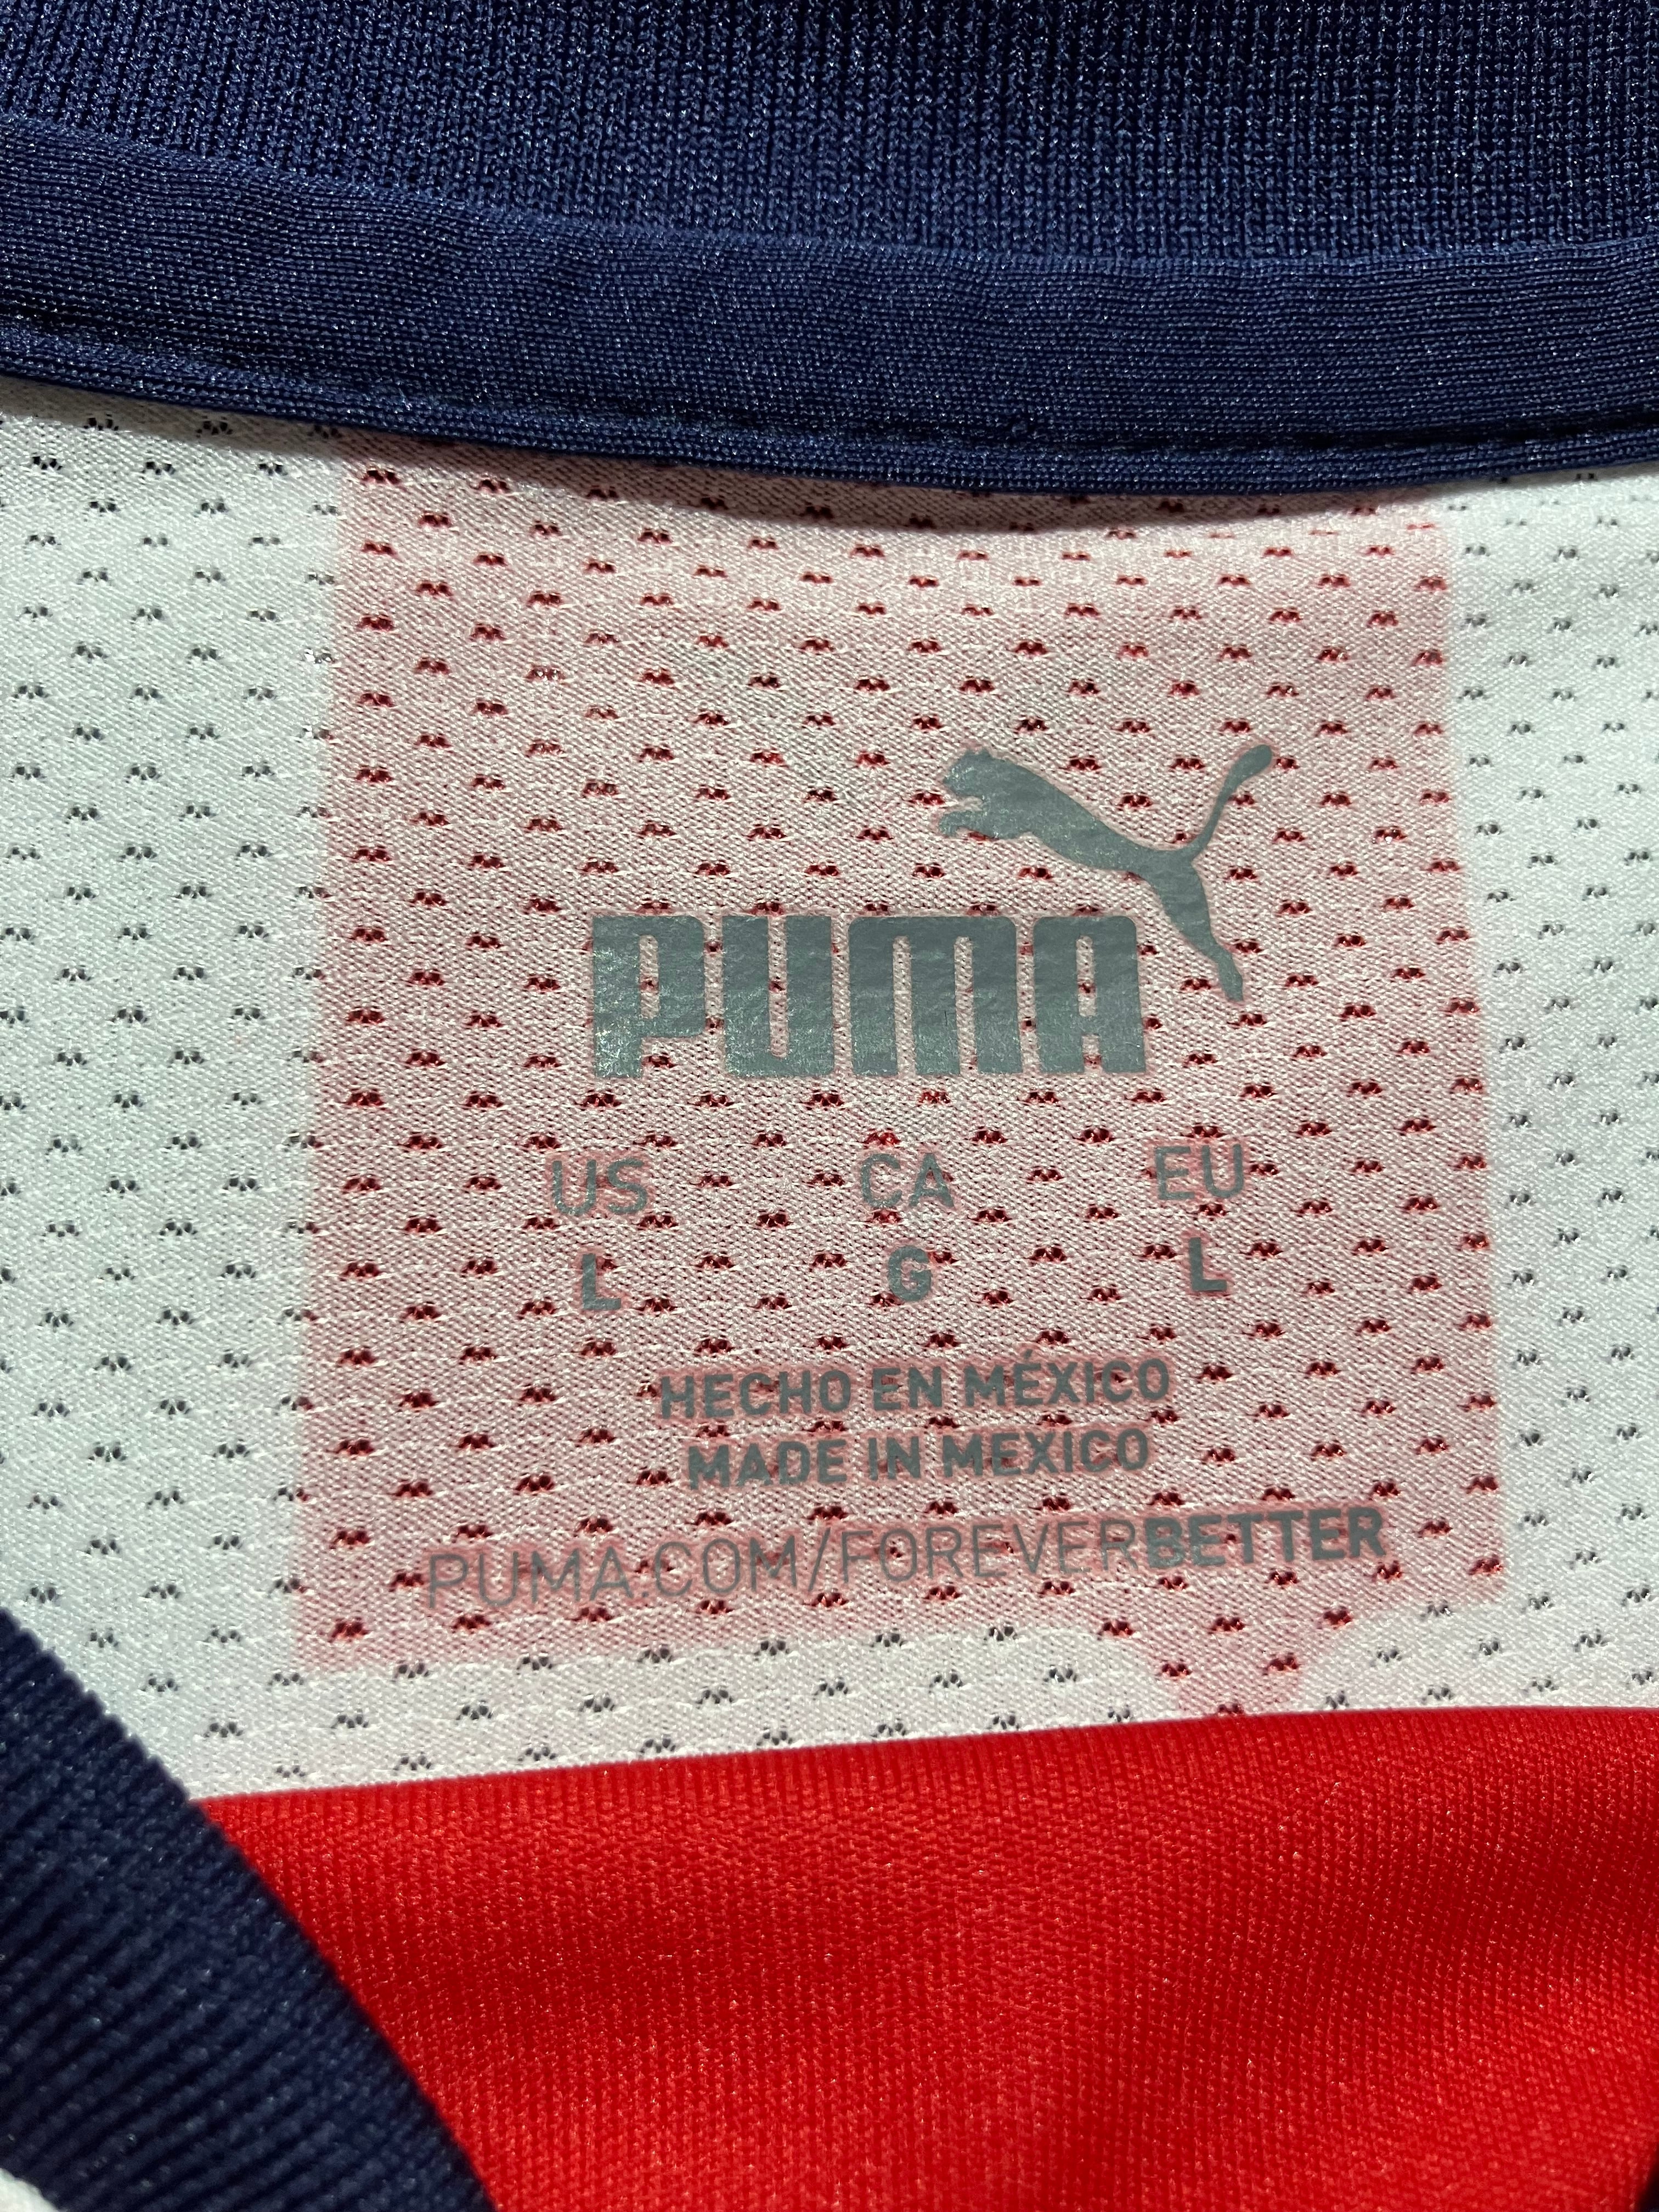 PUMA
US CA EU
L G L
HECHO EN MÉXICO
MADE IN MEXICO
PUMA.COM/FOREVERBETTER